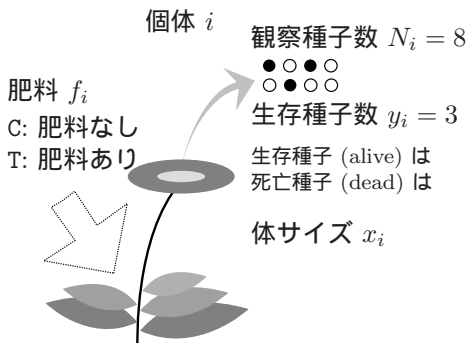 個体 i
観察種子数 N_i = 8
肥料 f_i
C: 肥料なし
T: 肥料あり
生存種子数 y_i = 3
生存種子 (alive) は
死亡種子 (dead) は
体サイズ x_i